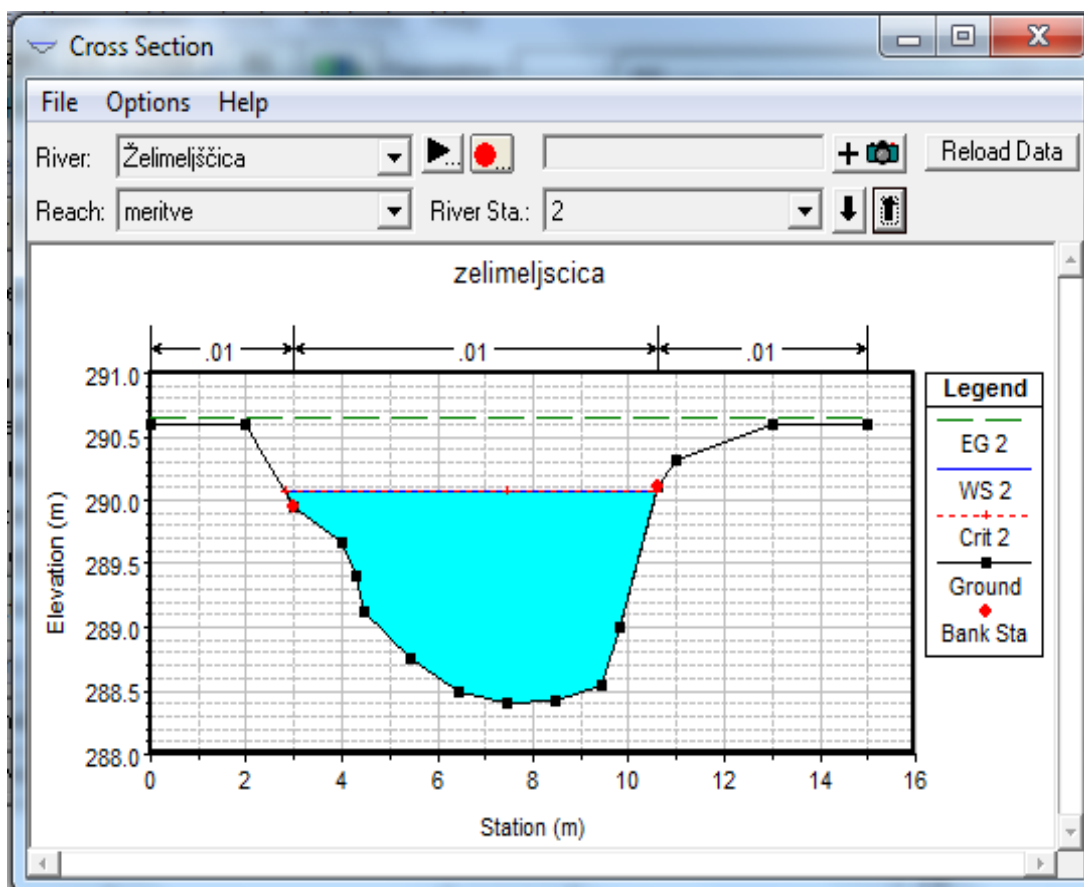 Cross Section
File Options Help
River: Želimeljščica ... ... + Reload Data
Reach: meritve River Sta.: 2
zelimeljscica
.01 .01 .01
291.0
290.5
290.0
289.5
289.0
288.5
288.0
Elevation (m)
0 2 4 6 8 10 12 14 16
Station (m)
Legend
EG 2
WS 2
Crit 2
Ground
Bank Sta